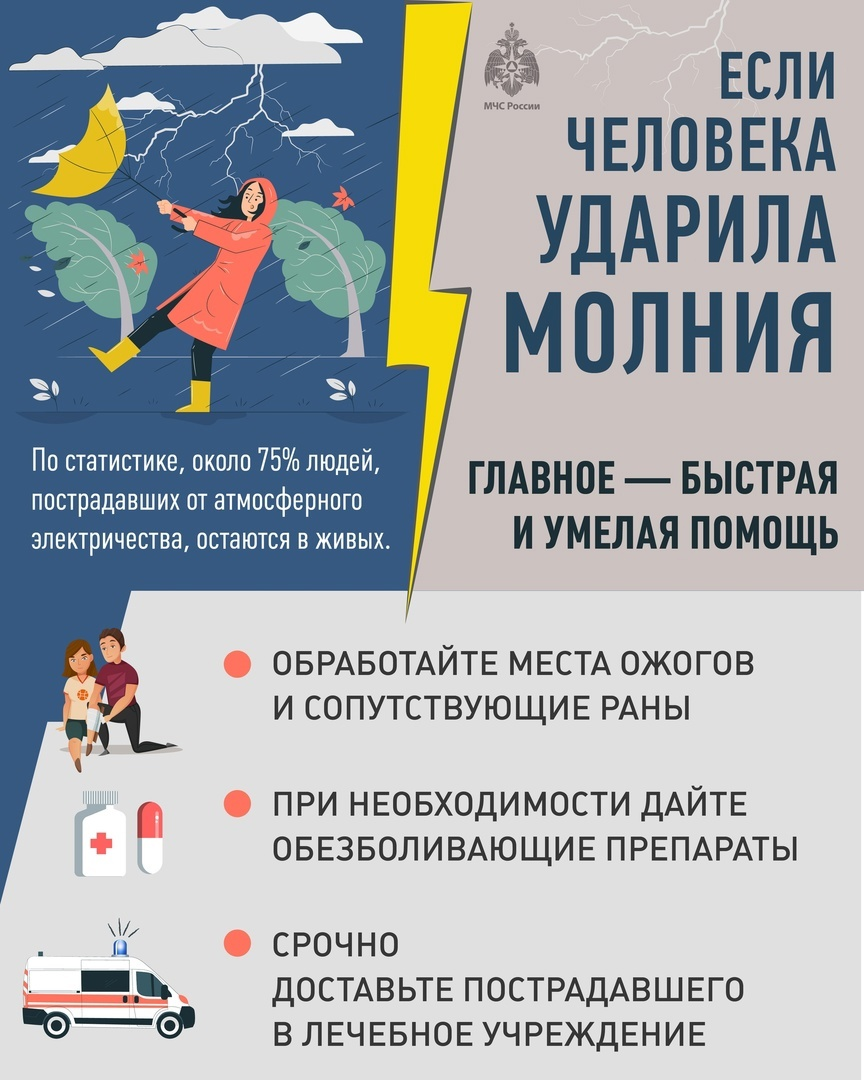 МЧС России
ЕСЛИ
ЧЕЛОВЕКА
УДАРИЛА
МОЛНИЯ
По статистике, около 75% людей,
пострадавших от атмосферного
электричества, остаются в живых.
ГЛАВНОЕ — БЫСТРАЯ
И УМЕЛАЯ ПОМОЩЬ
ОБРАБОТАЙТЕ МЕСТА ОЖОГОВ
И СОПУТСТВУЮЩИЕ РАНЫ
ПРИ НЕОБХОДИМОСТИ ДАЙТЕ
ОБЕЗБОЛИВАЮЩИЕ ПРЕПАРАТЫ
СРОЧНО
ДОСТАВЬТЕ ПОСТРАДАВШЕГО
В ЛЕЧЕБНОЕ УЧРЕЖДЕНИЕ